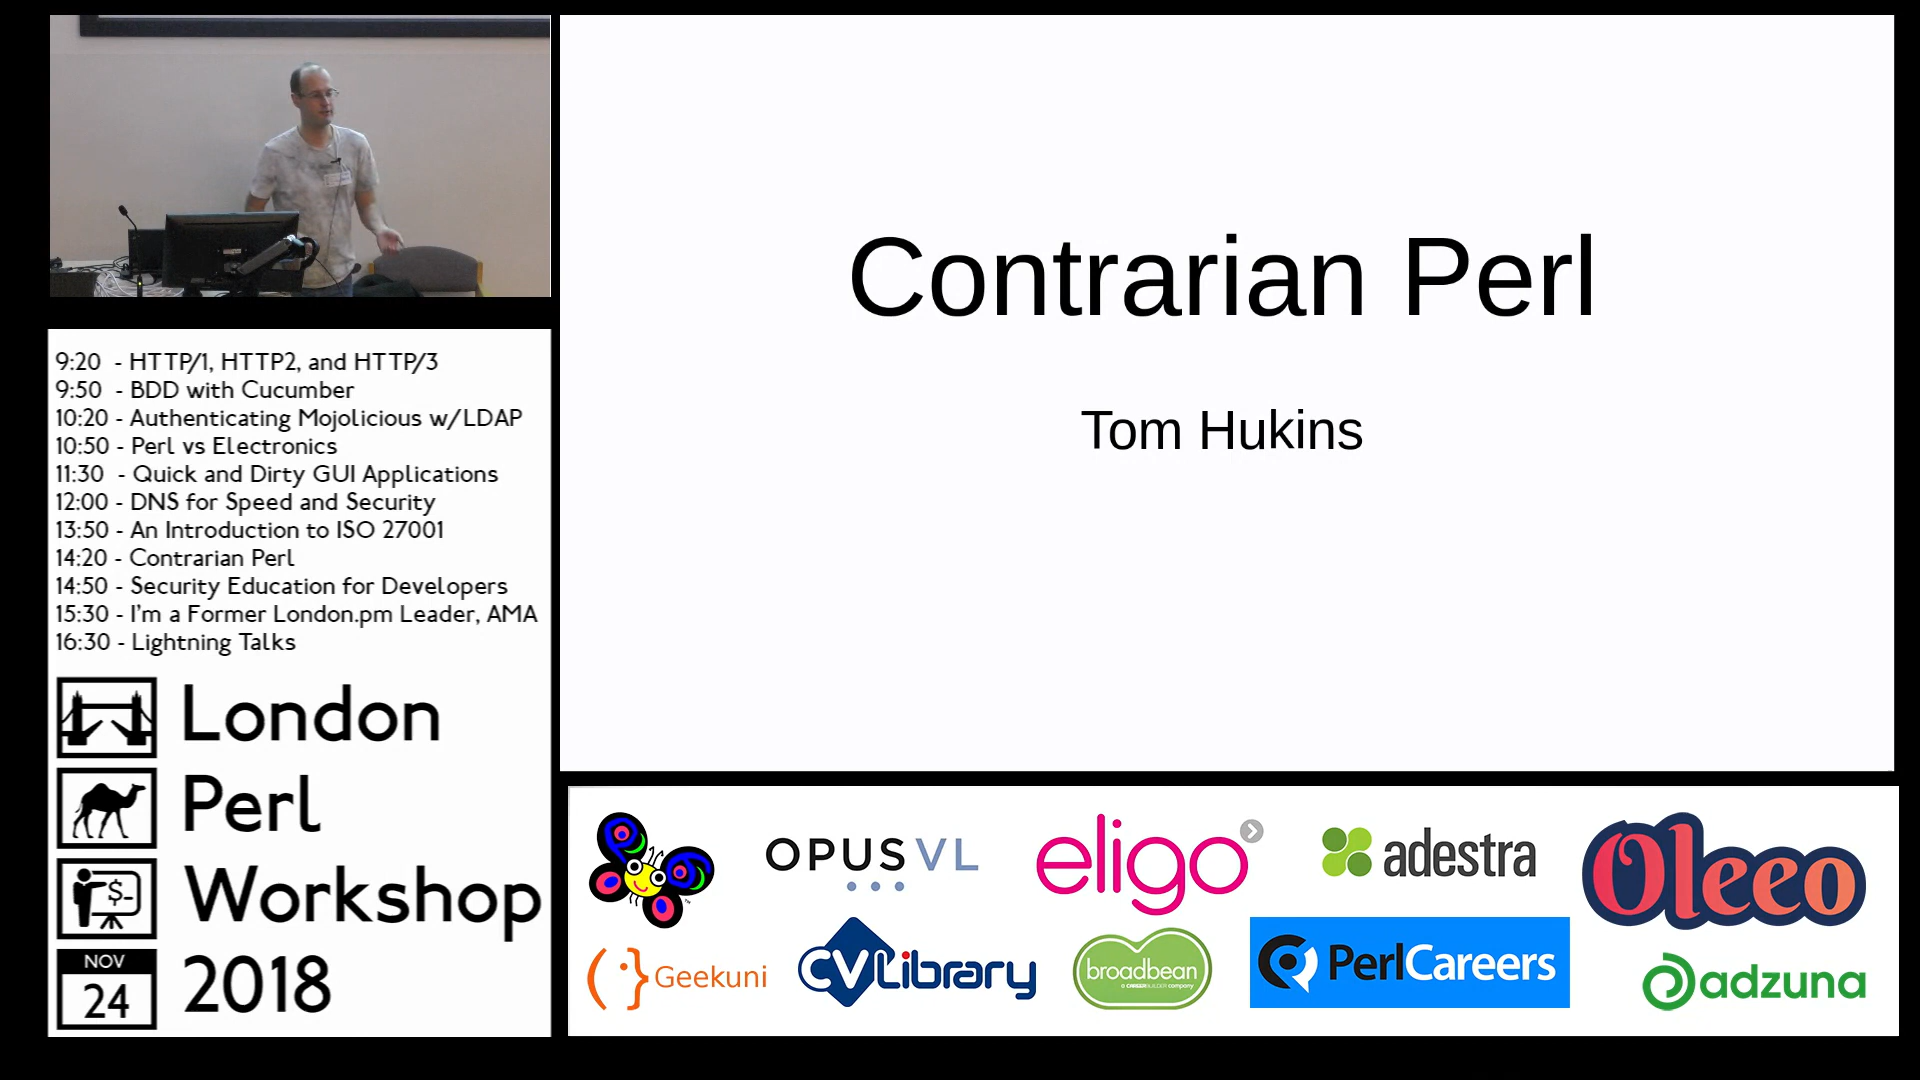 Contrarian Perl
Tom Hukins
9:20 - HTTP/1, HTTP2, and HTTP/3
9:50 - BDD with Cucumber
10:20 - Authenticating Mojolicious w/LDAP
10:50 - Perl vs Electronics
11:30 - Quick and Dirty GUI Applications
12:00 - DNS for Speed and Security
13:50 - An Introduction to ISO 27001
14:20 - Contrarian Perl
14:50 - Security Education for Developers
15:30 - I'm a Former London.pm Leader, AMA
16:30 - Lightning Talks
London
Perl
$-
Workshop
NOV
24
2018
OPUS VL
eligo
adestra
Oleeo
Geekuni
CVLibrary
broadbean
a CAREERBUILDER company
PerlCareers
adzuna